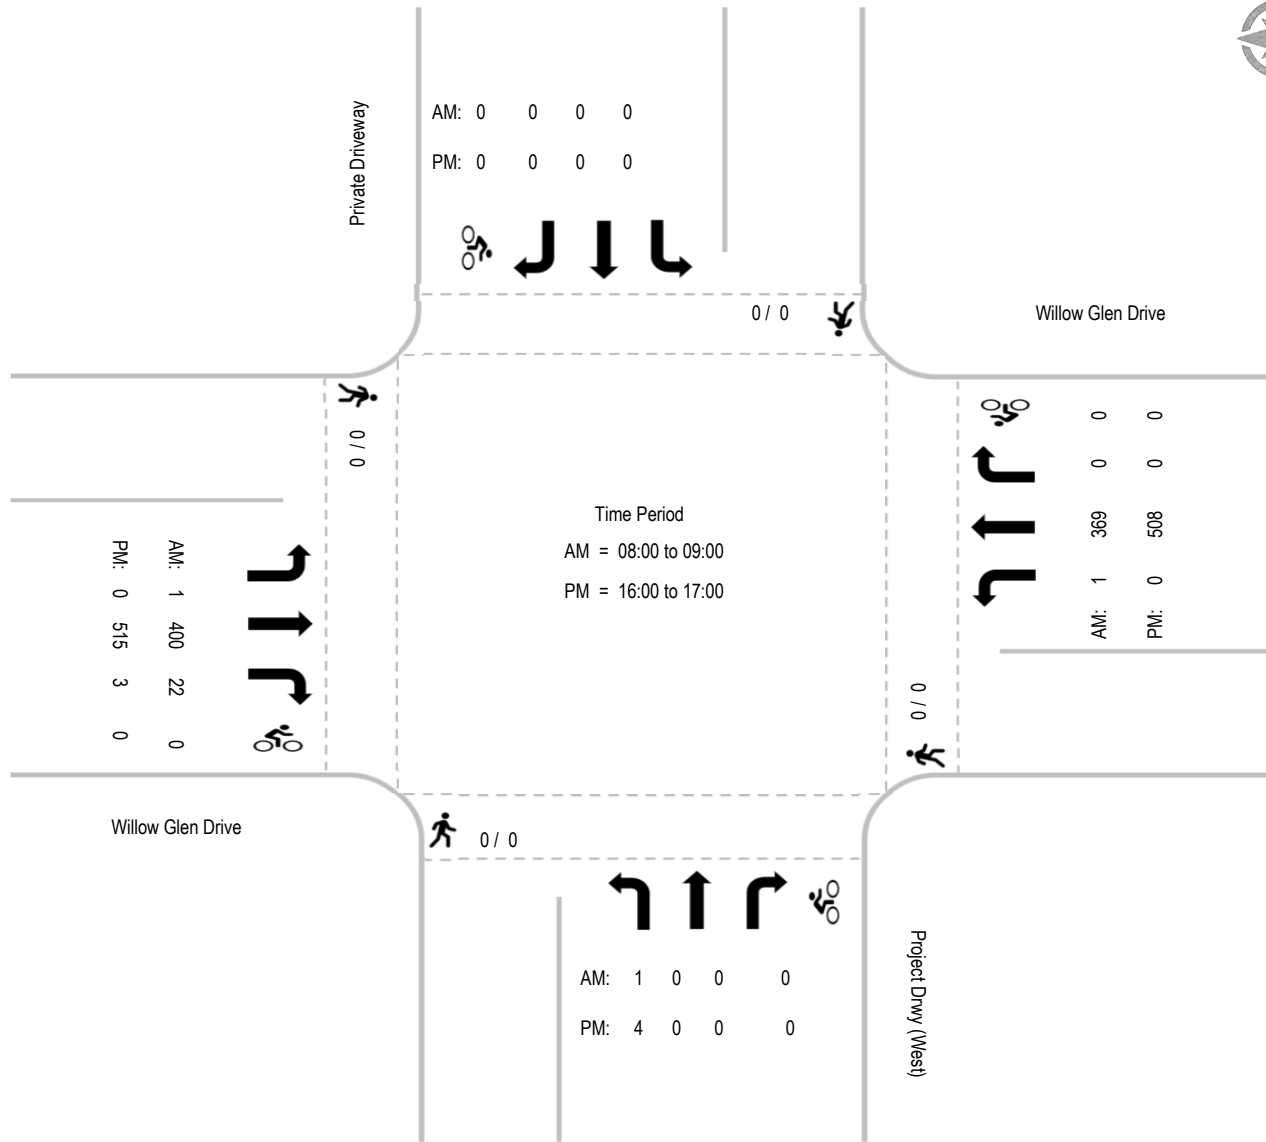 Private Driveway
AM: 0 0 0 0
PM: 0 0 0 0
0 / 0
Willow Glen Drive
0 / 0
AM: 1 369 0 0
PM: 0 508 0 0
Time Period
AM = 08:00 to 09:00
PM = 16:00 to 17:00
AM: 1 400 22 0
PM: 0 515 3 0
0 / 0
Willow Glen Drive
0 / 0
AM: 1 0 0 0
PM: 4 0 0 0
Project Drwy (West)